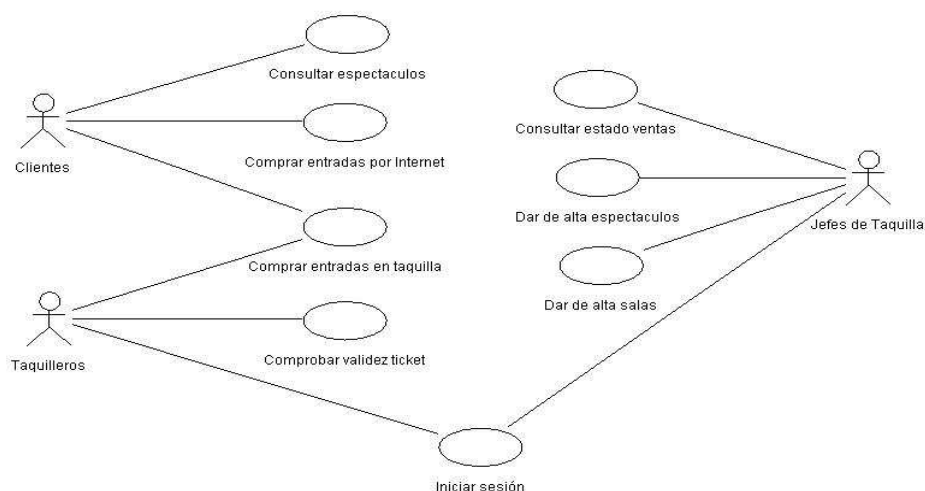 Consultar espectaculos
Clientes
Comprar entradas por Internet
Consultar estado ventas
Dar de alta espectaculos
Jefes de Taquilla
Comprar entradas en taquilla
Dar de alta salas
Taquilleros
Comprobar validez ticket
Iniciar sesión